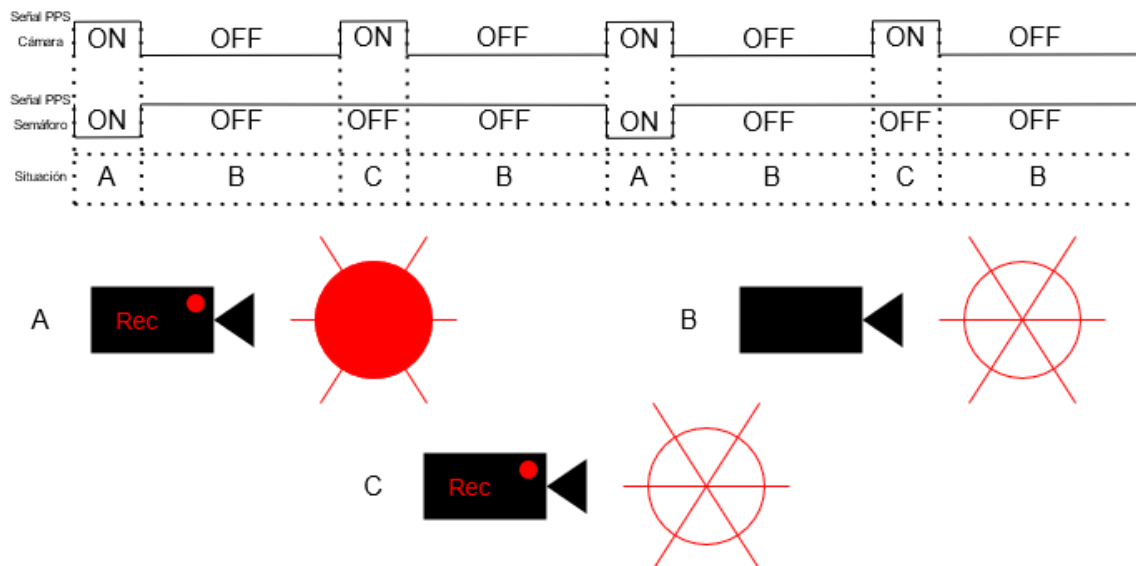 Señal PPS
Cámara
ON OFF ON OFF ON OFF ON OFF
Señal PPS
Semáforo
ON OFF OFF OFF ON OFF OFF OFF
Situación
A B C B A B C B
A
Rec
B
C
Rec